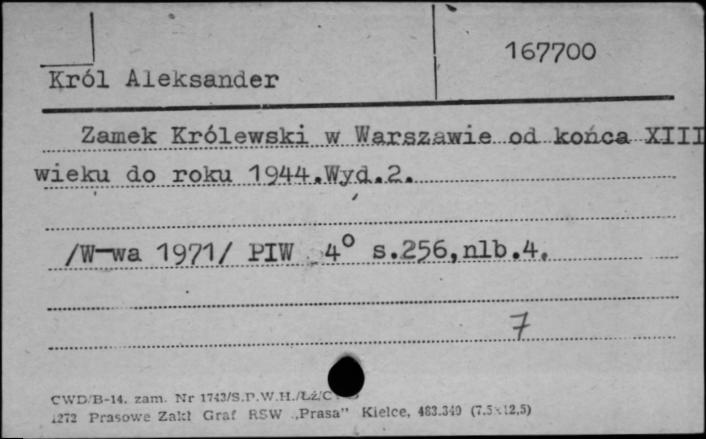 167700
Król Aleksander
Zamek Królewski w Warszawie od końca XIII
wieku do roku 1944.Wyd.2.
/W-wa 1971/ PIW 4° s.256,nlb.4.
7
CWD/B-14. zam. Nr 1743/S.P.W.H./Łź/C
Prasowe Zakł Graf RSW „Prasa” Kielce, 483.340 (7,5x12,5)